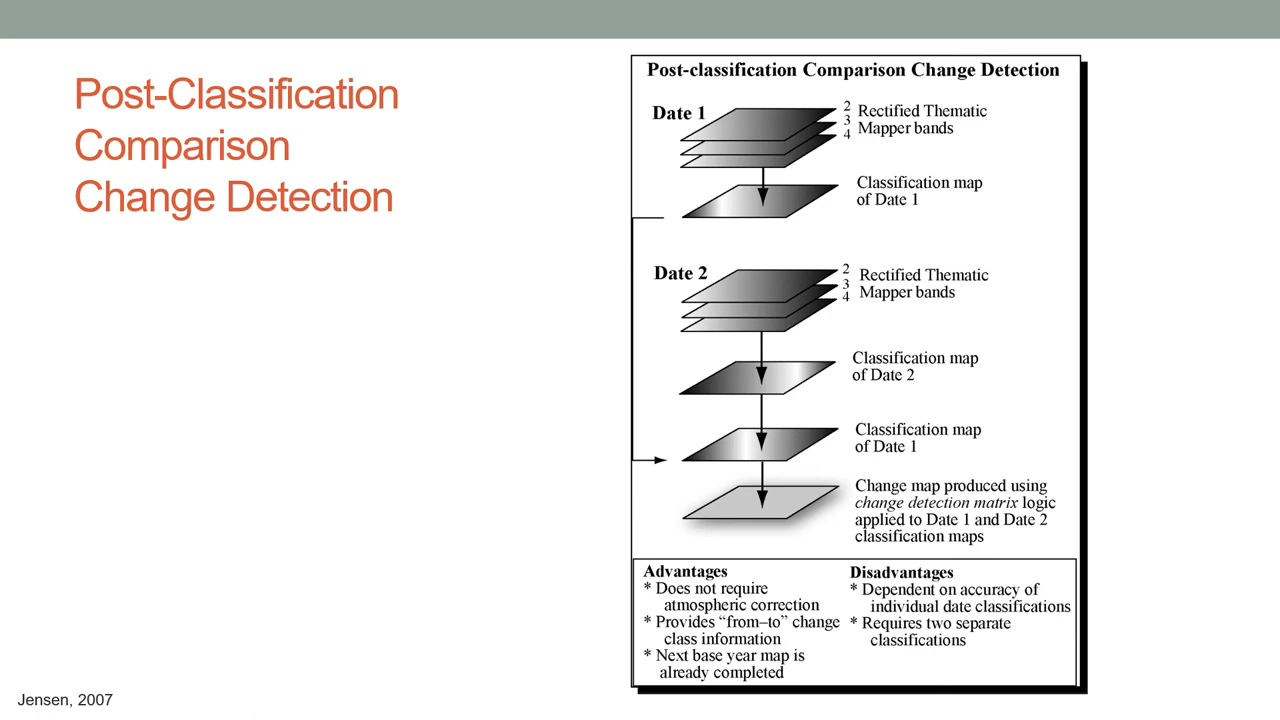 Post-Classification
Comparison
Change Detection
Post-classification Comparison Change Detection
Date 1
2
3
4
Rectified Thematic
Mapper bands
Classification map
of Date 1
Date 2
2
3
4
Rectified Thematic
Mapper bands
Classification map
of Date 2
Classification map
of Date 1
Change map produced using
change detection matrix logic
applied to Date 1 and Date 2
classification maps
Advantages
* Does not require
atmospheric correction
* Provides “from–to” change
class information
* Next base year map is
already completed
Disadvantages
* Dependent on accuracy of
individual date classifications
* Requires two separate
classifications
Jensen, 2007